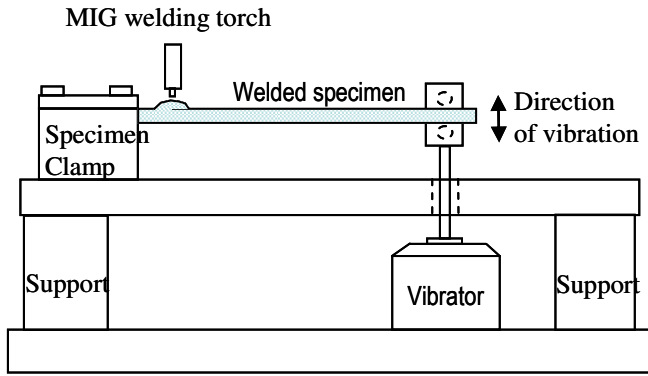 MIG welding torch
Welded specimen
Direction
of vibration
Specimen
Clamp
Support
Vibrator
Support